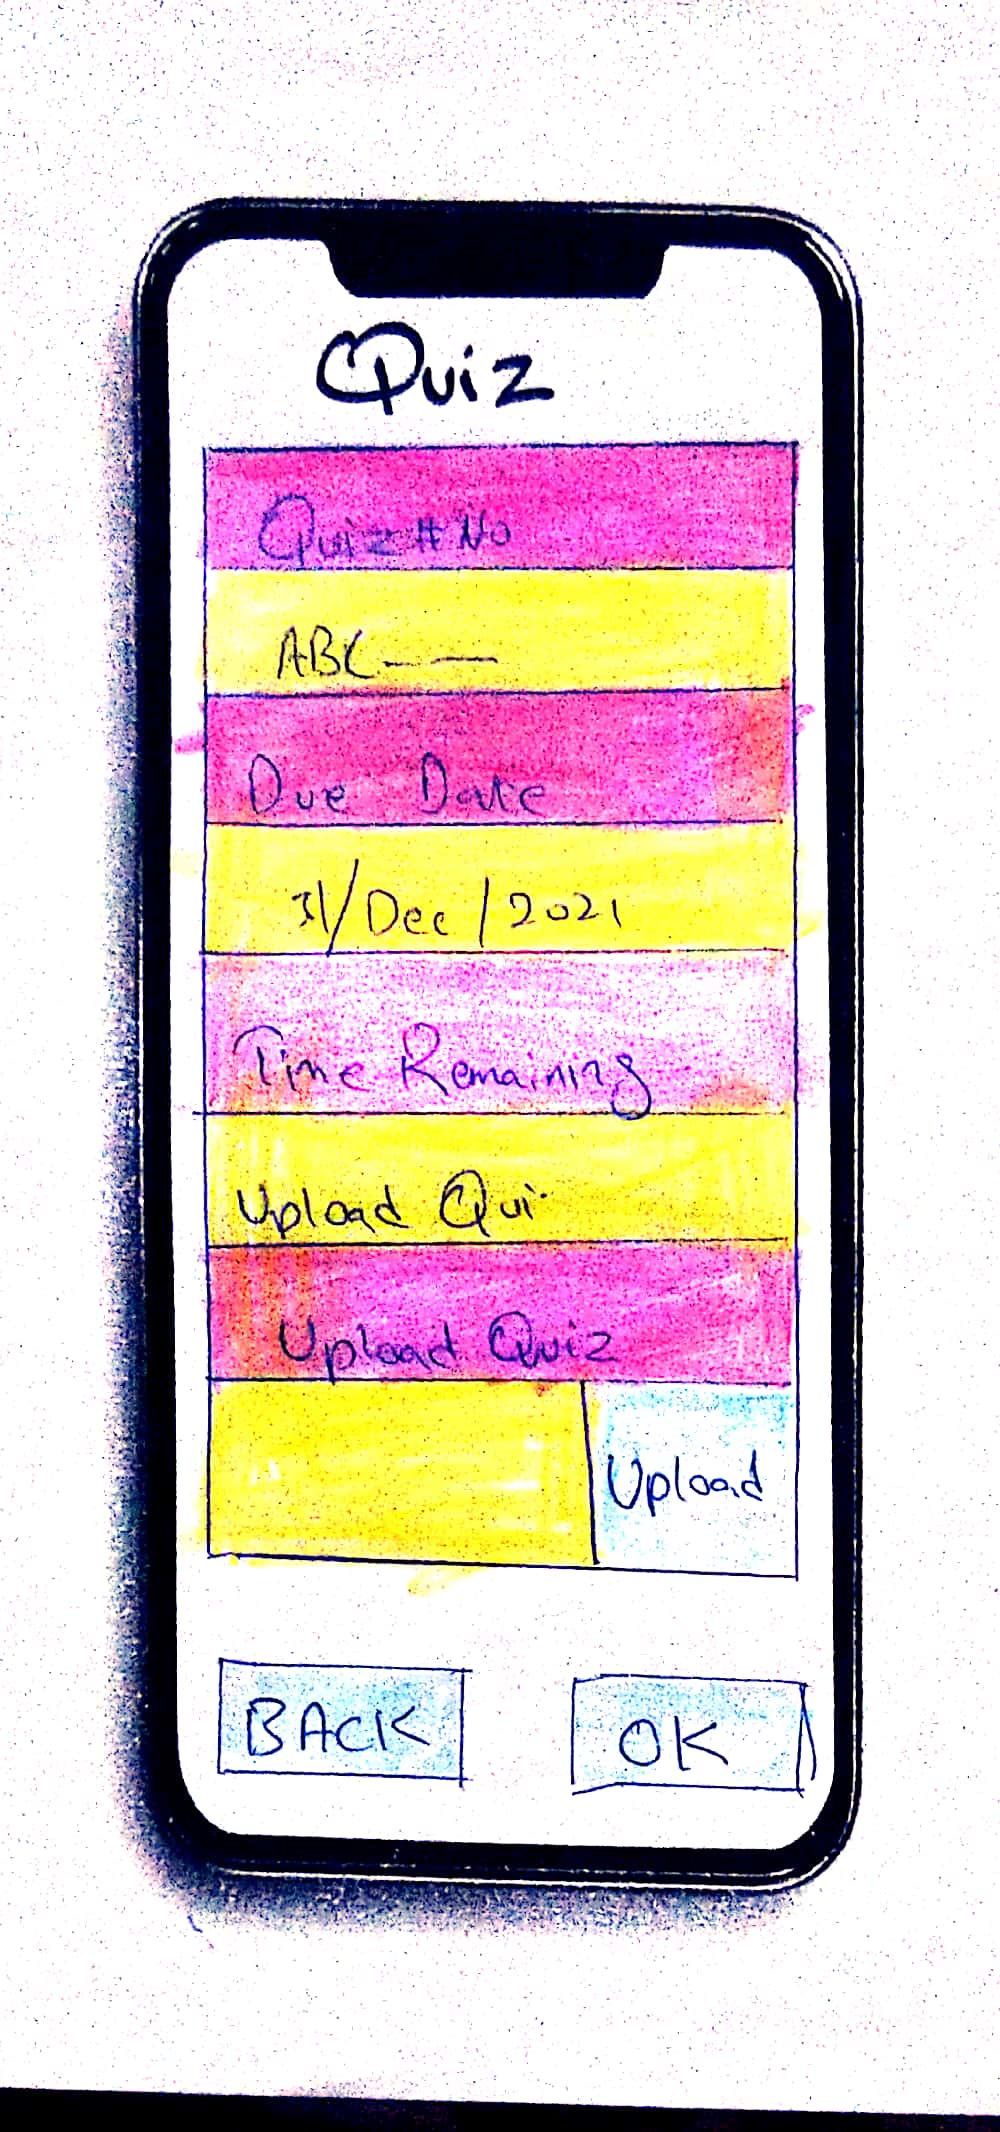 Quiz
Quiz # No
ABC——
Due Date
31/Dec/2021
Time Remaining
Upload Qui
Upload Quiz
Upload
BACK
OK